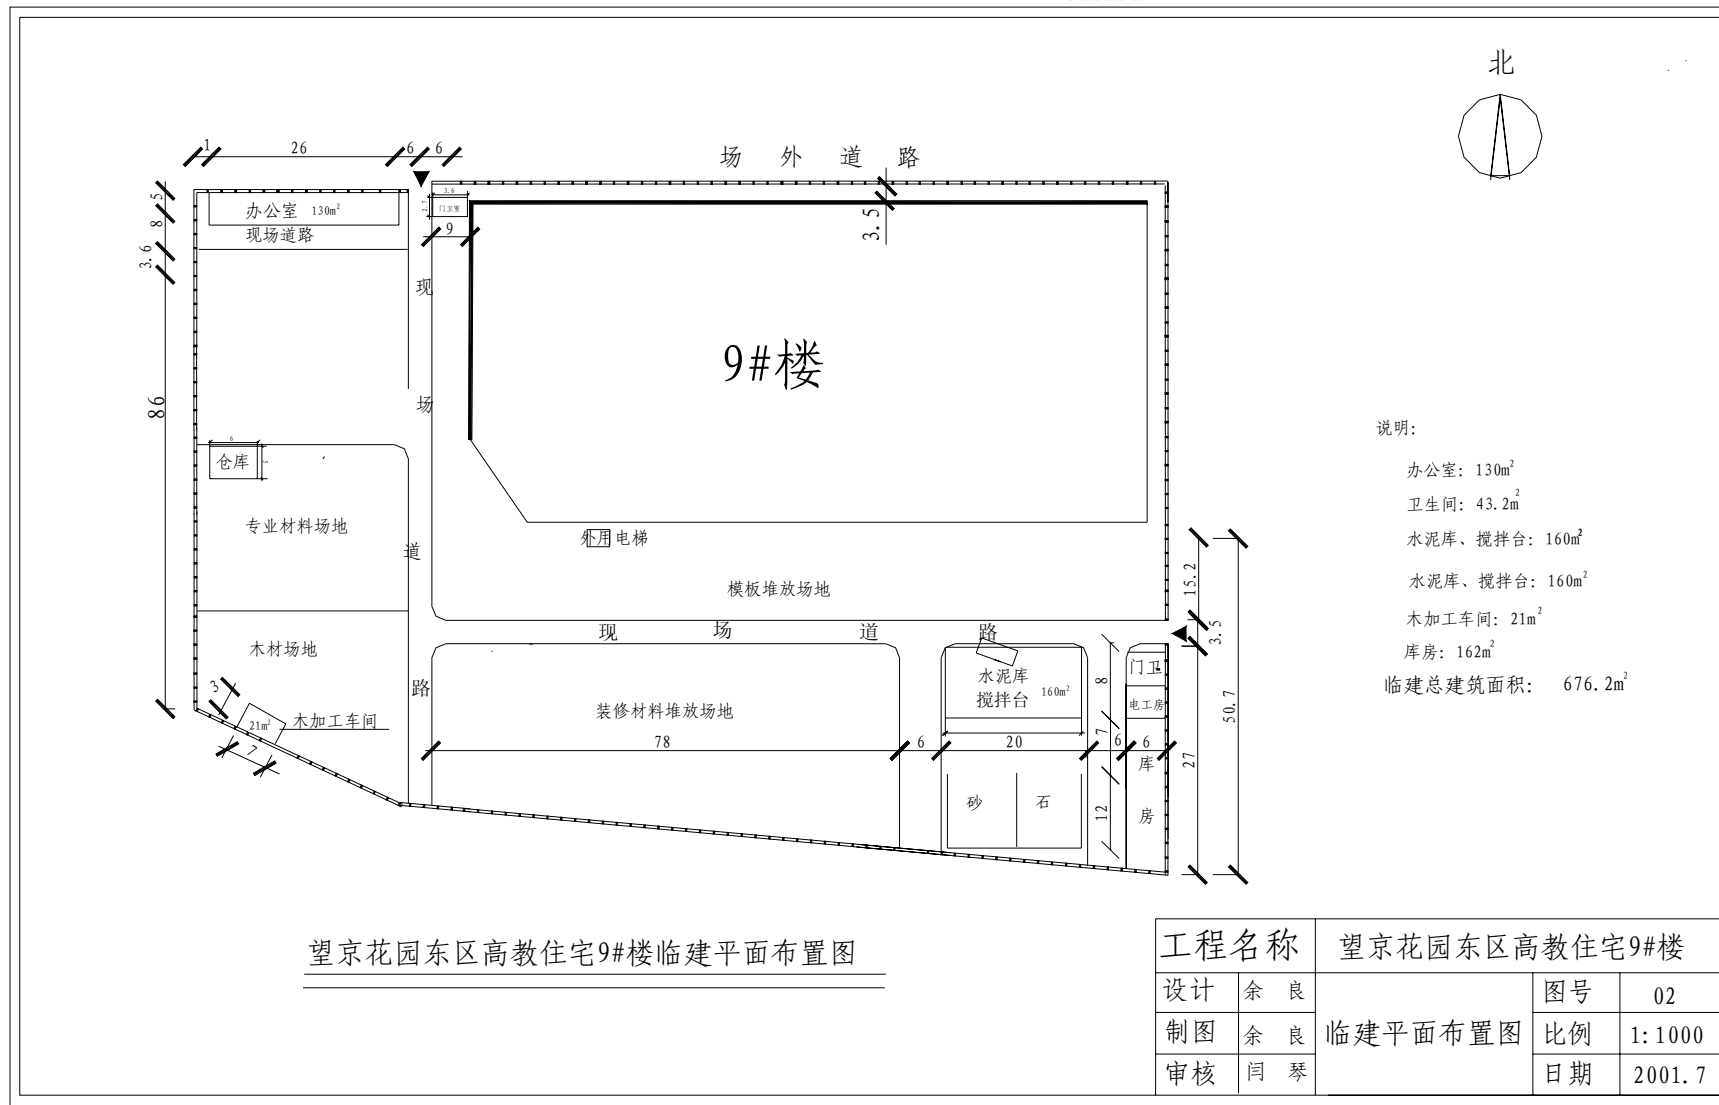 北
1 26 6 6
场 外 道 路
5
8
3.6
86
办公室 130m²
现场道路
3.6
2.7
门卫室
9
3.5
现
场
道
路
9#楼
6
5
仓库
专业材料场地
外用电梯
模板堆放场地
现 场 道 路
木材场地
3
21m²
木加工车间
7
装修材料堆放场地
水泥库
搅拌台 160m²
门卫
电工房
库
房
78 6 20 6 6
8
7
12
砂 石
15.2
3.5
27
50.7
说明:
办公室: 130m²
卫生间: 43.2m²
水泥库、搅拌台: 160m²
水泥库、搅拌台: 160m²
木加工车间: 21m²
库房: 162m²
临建总建筑面积: 676.2m²
望京花园东区高教住宅9#楼临建平面布置图
工程名称 望京花园东区高教住宅9#楼
设计 余 良 图号 02
制图 余 良 临建平面布置图 比例 1:1000
审核 闫 琴 日期 2001.7